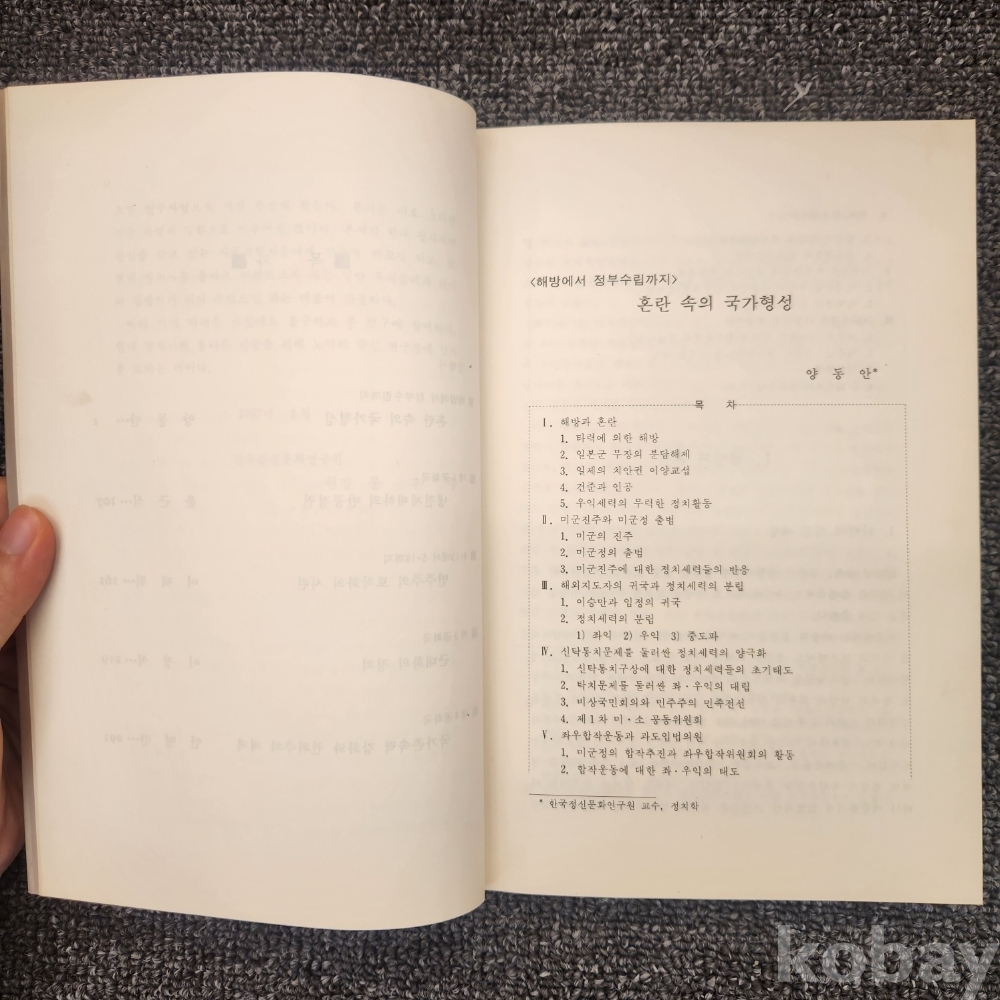 <해방에서 정부수립까지>
혼란 속의 국가형성
양 동 안*
목 차
Ⅰ. 해방과 혼란
1. 타력에 의한 해방
2. 일본군 무장의 분담해제
3. 일제의 치안권 이양교섭
4. 건준과 인공
5. 우익세력의 무력한 정치활동
Ⅱ. 미군진주와 미군정 출범
1. 미군의 진주
2. 미군정의 출범
3. 미군진주에 대한 정치세력들의 반응
Ⅲ. 해외지도자의 귀국과 정치세력의 분립
1. 이승만과 임정의 귀국
2. 정치세력의 분립
1) 좌익 2) 우익 3) 중도파
Ⅳ. 신탁통치문제를 둘러싼 정치세력의 양극화
1. 신탁통치구상에 대한 정치세력들의 초기태도
2. 탁치문제를 둘러싼 좌·우익의 대립
3. 비상국민회의와 민주주의 민족전선
4. 제1차 미·소 공동위원회
Ⅴ. 좌우합작운동과 과도입법의원
1. 미군정의 합작추진과 좌우합작위원회의 활동
2. 합작운동에 대한 좌·우익의 태도
* 한국정신문화연구원 교수, 정치학
kobay